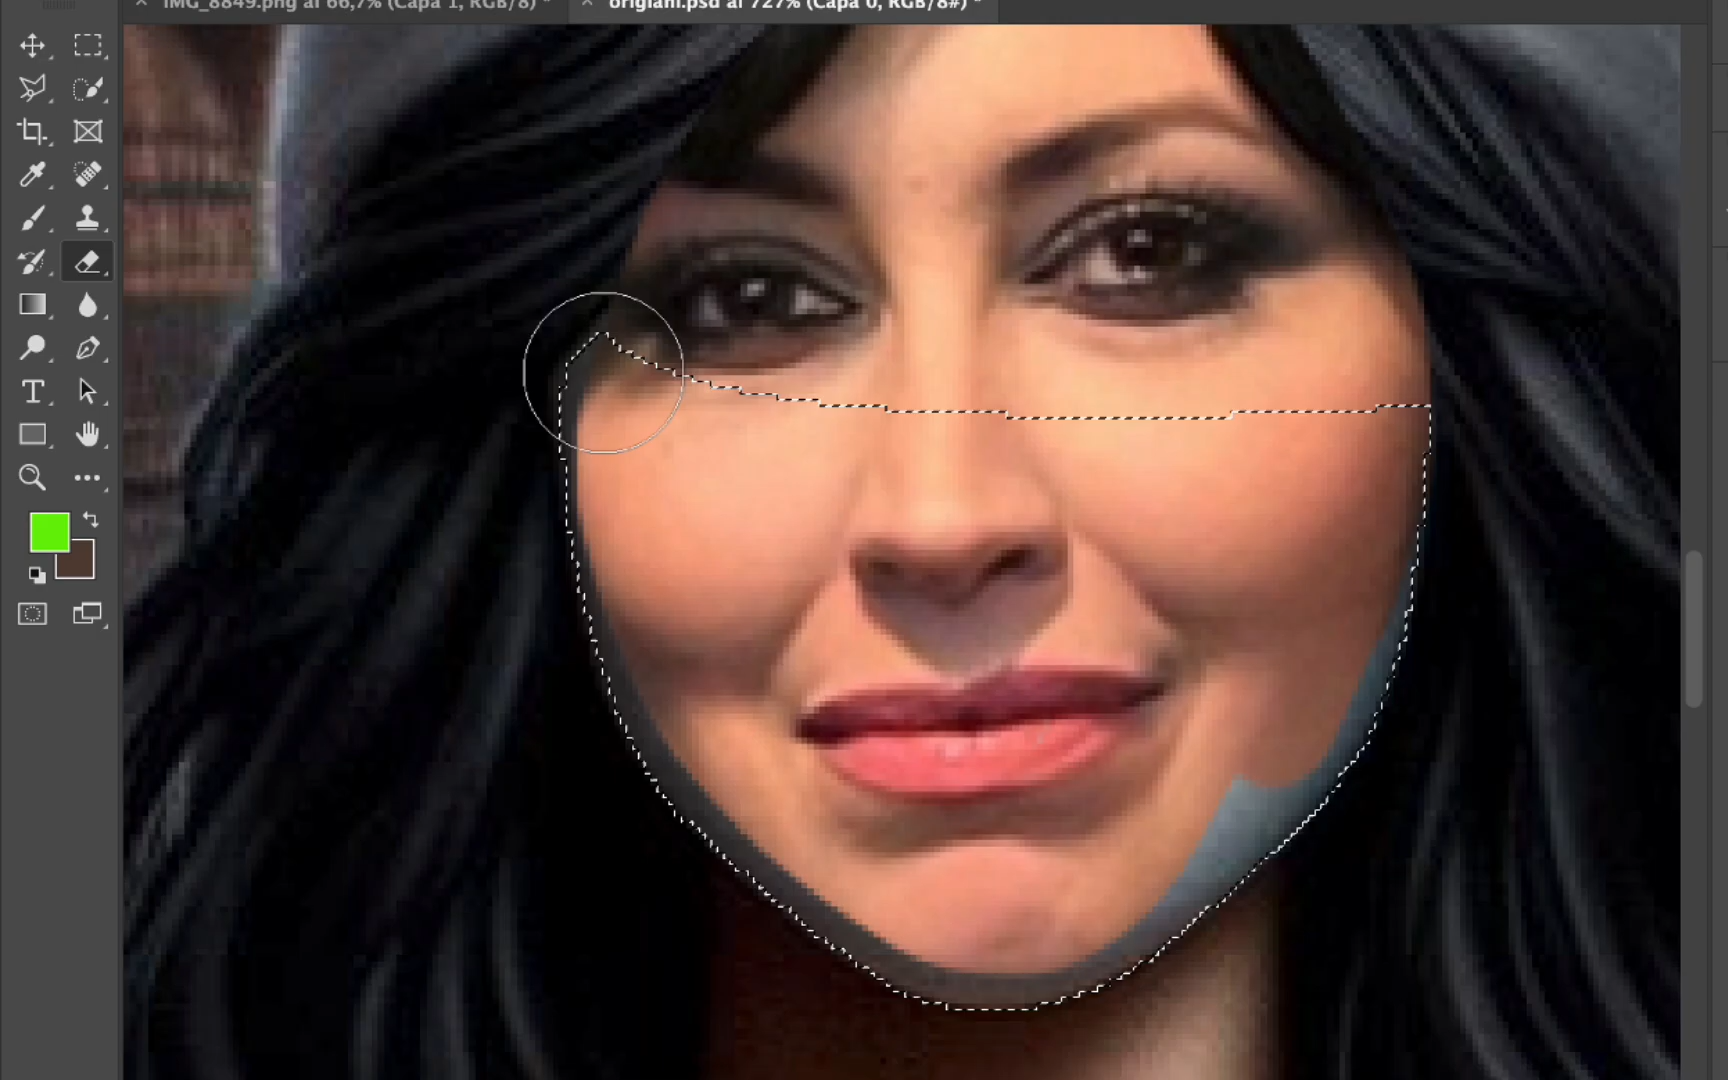 × IMG_8849.png al 66,7% (Capa 1, RGB/8) * × origiani.psd al 727% (Capa 0, RGB/8#) *
T